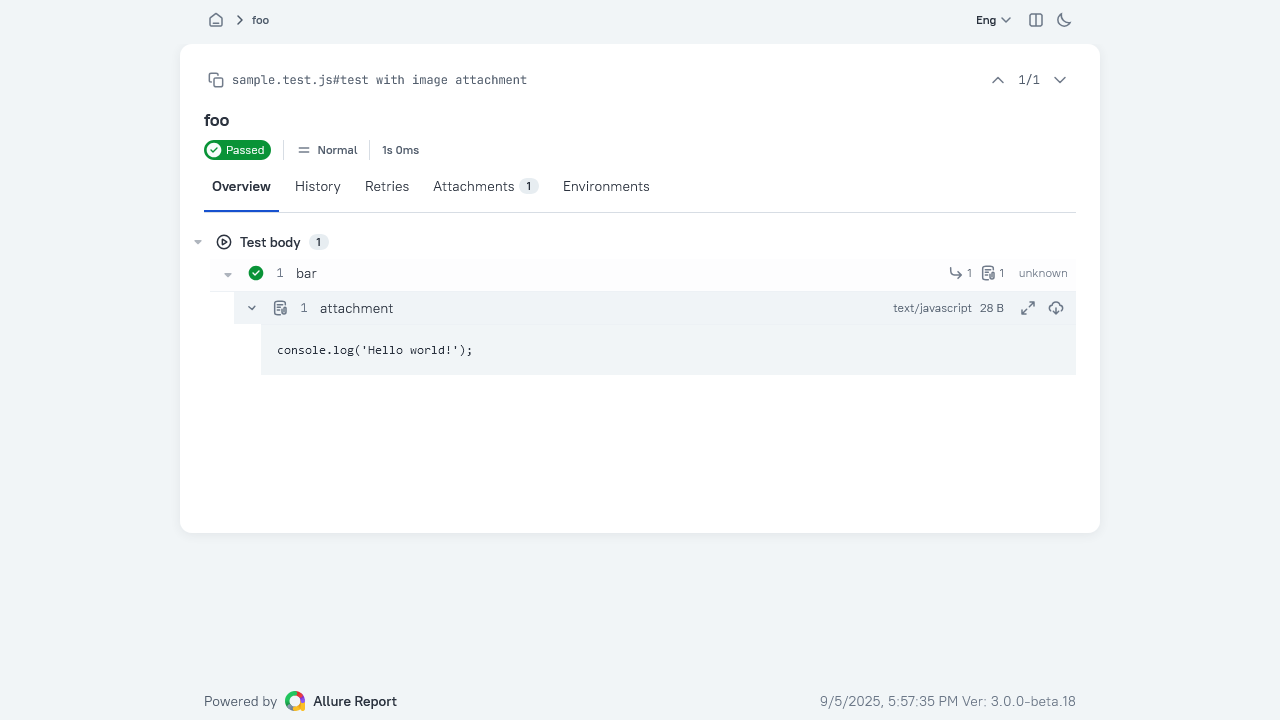 foo
Eng
sample.test.js#test with image attachment
1/1
foo
Passed
Normal
1s 0ms
Overview
History
Retries
Attachments 1
Environments
Test body 1
1 bar
1
1
unknown
1 attachment
text/javascript 28 B
console.log('Hello world!');
Powered by Allure Report
9/5/2025, 5:57:35 PM Ver: 3.0.0-beta.18